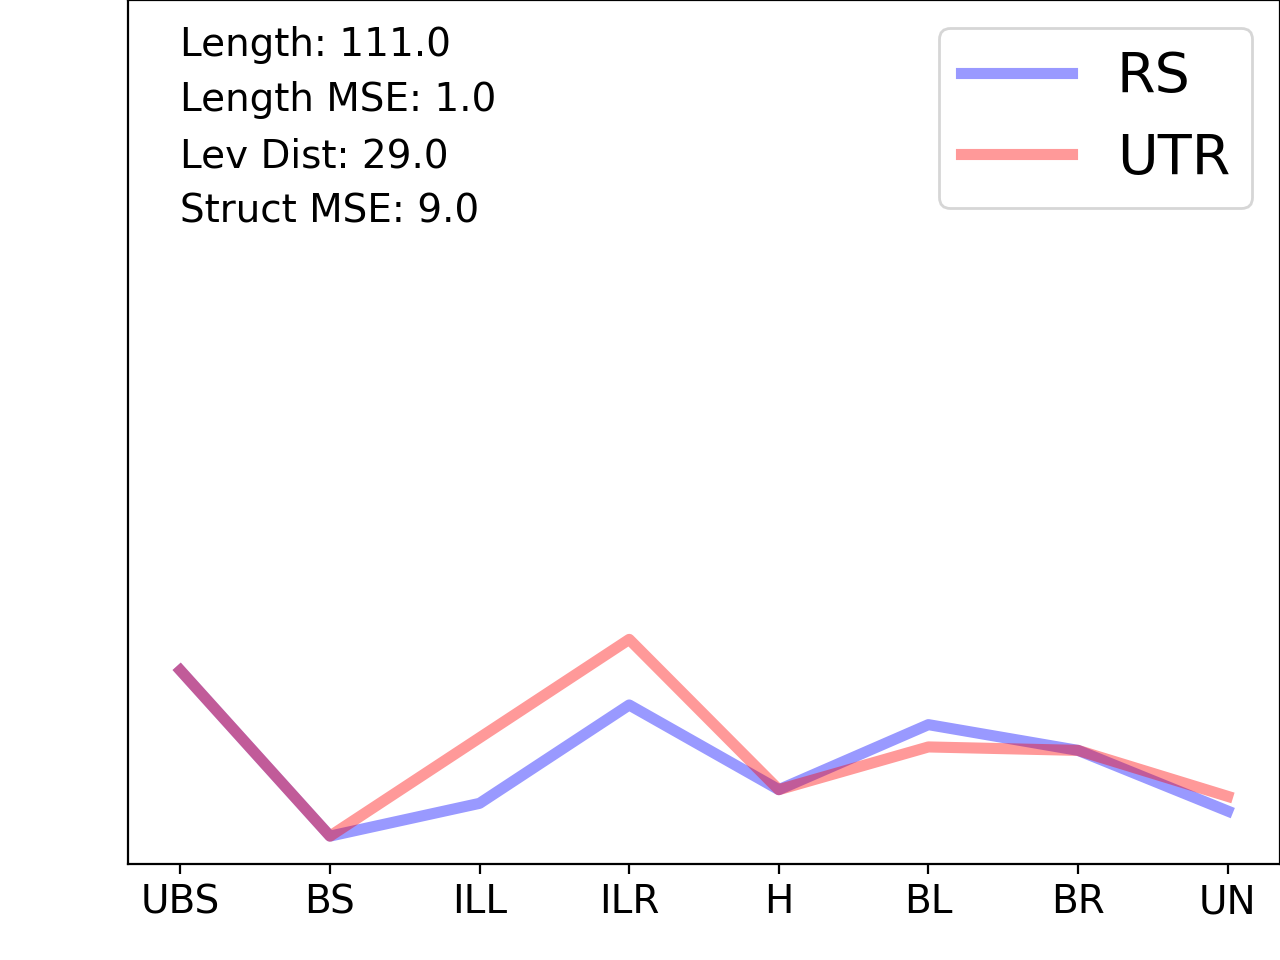 Length: 111.0
Length MSE: 1.0
Lev Dist: 29.0
Struct MSE: 9.0
RS
UTR
UBS BS ILL ILR H BL BR UN